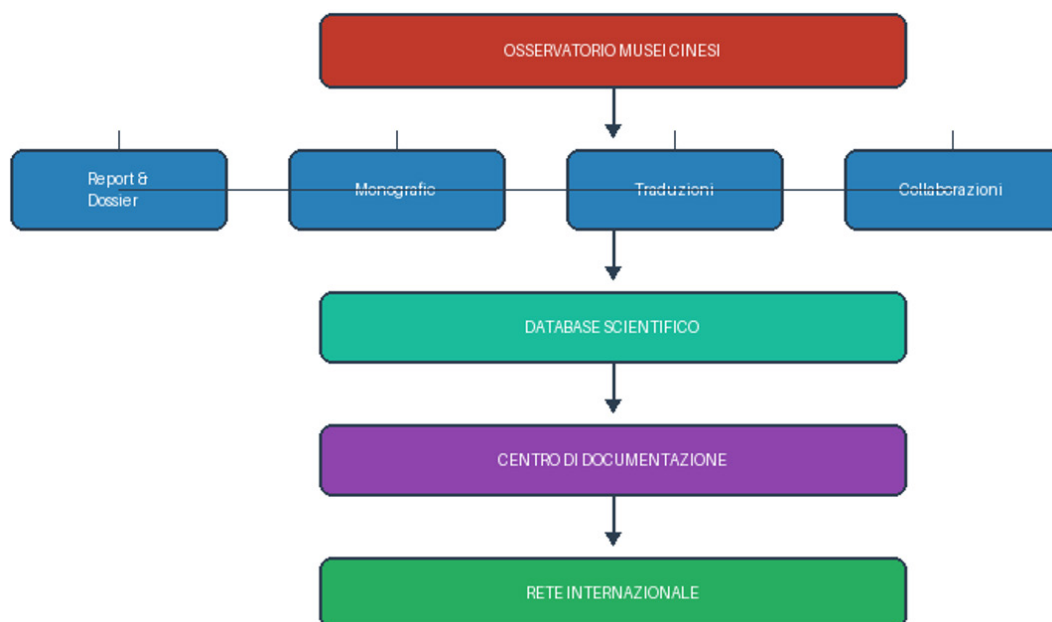 OSSERVATORIO MUSEI CINESI
Report &
Dossier
Monografie
Traduzioni
Collaborazioni
DATABASE SCIENTIFICO
CENTRO DI DOCUMENTAZIONE
RETE INTERNAZIONALE